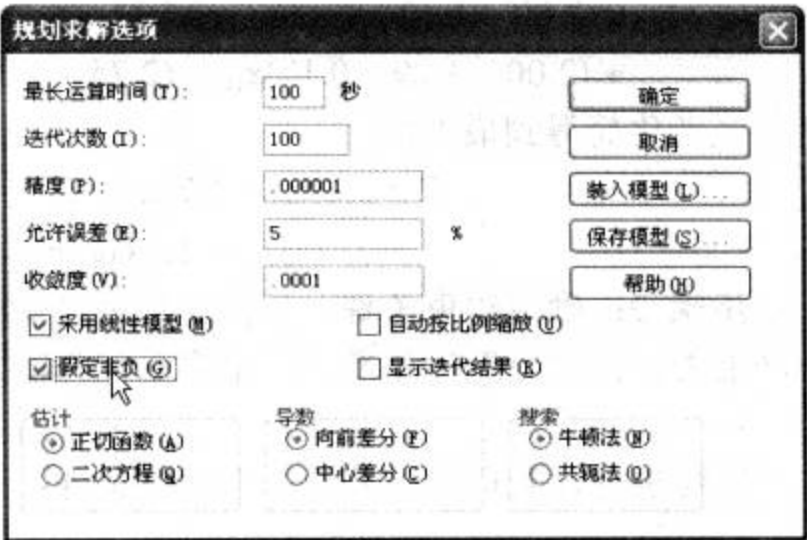 规划求解选项
最长运算时间(T): 100 秒 确定
迭代次数(I): 100 取消
精度(P): .000001 装入模型(L)...
允许误差(E): 5 % 保存模型(S)...
收敛度(V): .0001 帮助(H)
采用线性模型(M) 自动按比例缩放(U)
假定非负(G) 显示迭代结果(R)
估计 导数 搜索
正切函数(A) 向前差分(F) 牛顿法(N)
二次方程(Q) 中心差分(C) 共轭法(O)